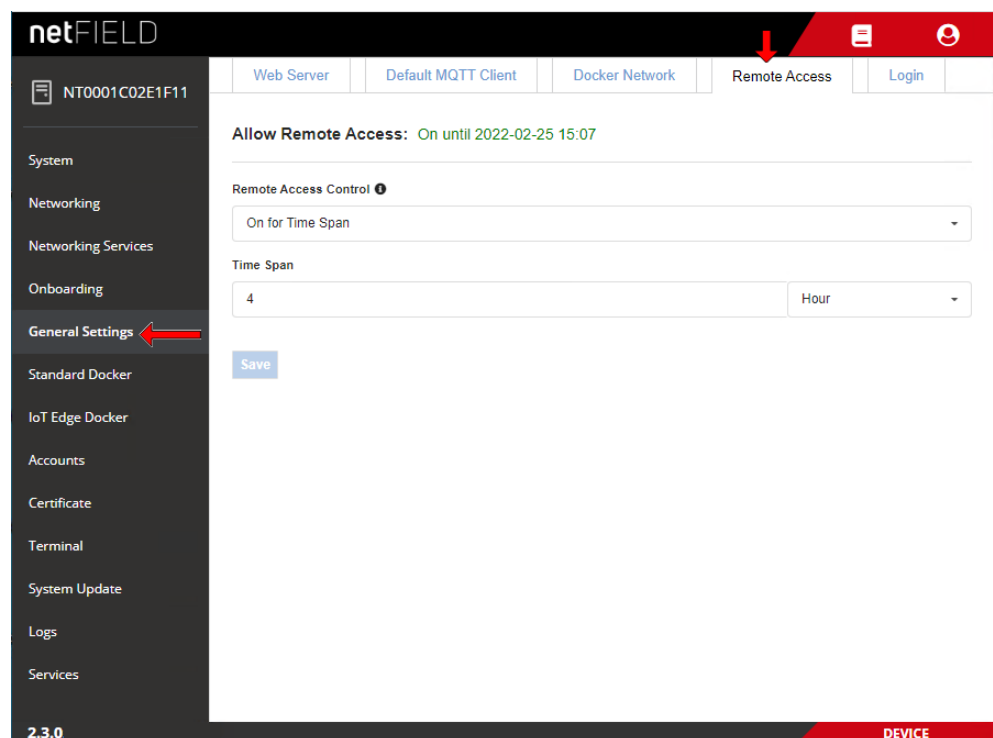 netFIELD
NT0001C02E1F11
System
Networking
Networking Services
Onboarding
General Settings
Standard Docker
IoT Edge Docker
Accounts
Certificate
Terminal
System Update
Logs
Services
2.3.0
Web Server Default MQTT Client Docker Network Remote Access Login
Allow Remote Access: On until 2022-02-25 15:07
Remote Access Control
On for Time Span
Time Span
4 Hour
Save
DEVICE